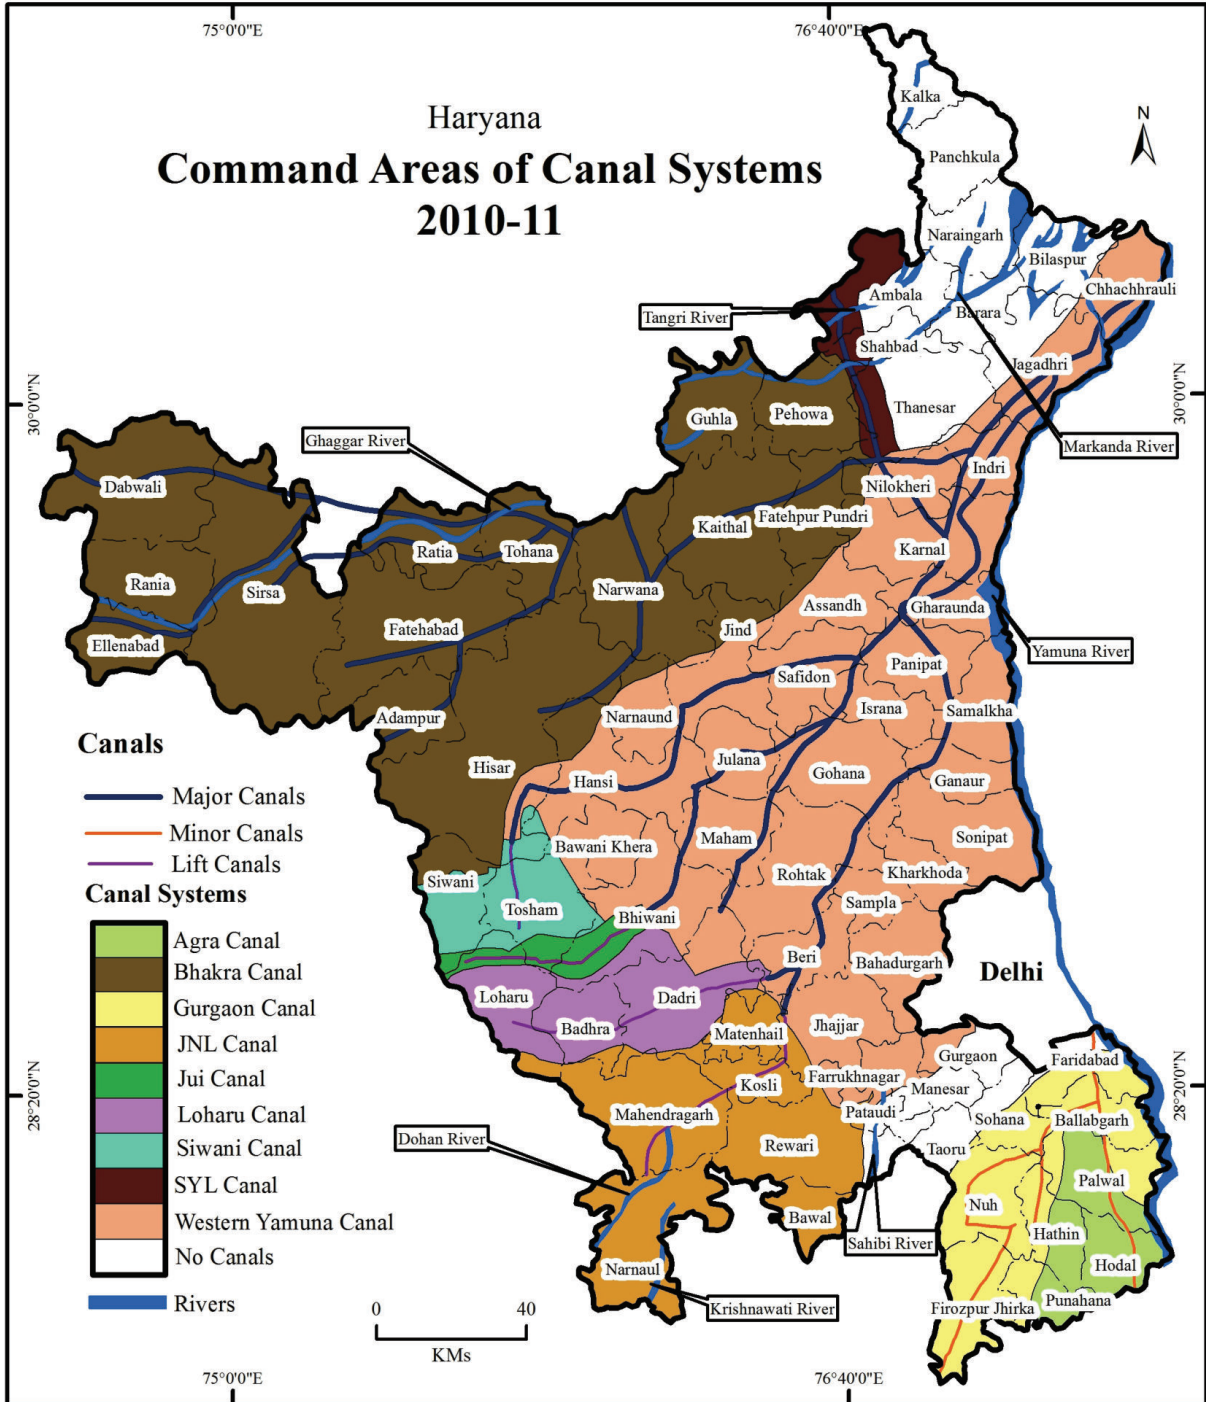 75°0'0"E
76°40'0"E
Haryana
Command Areas of Canal Systems
2010-11
N
Kalka
Panchkula
Naraingarh
Bilaspur
Chhachhrauli
Ambala
Barara
Tangri River
Shahbad
Jagadhri
30°0'0"N
30°0'0"N
Thanesar
Guhla
Pehowa
Ghaggar River
Markanda River
Indri
Dabwali
Nilokheri
Kaithal
Fatehpur Pundri
Ratia
Tohana
Karnal
Rania
Sirsa
Narwana
Assandh
Gharaunda
Ellenabad
Fatehabad
Jind
Yamuna River
Panipat
Safidon
Adampur
Narnaund
Israna
Samalkha
Canals
Hisar
Hansi
Julana
Gohana
Ganaur
Major Canals
Minor Canals
Lift Canals
Bawani Khera
Maham
Sonipat
Siwani
Rohtak
Kharkhoda
Canal Systems
Tosham
Bhiwani
Sampla
Agra Canal
Bhakra Canal
Gurgaon Canal
JNL Canal
Jui Canal
Loharu Canal
Siwani Canal
SYL Canal
Western Yamuna Canal
No Canals
Rivers
Beri
Bahadurgarh
Delhi
Loharu
Dadri
Badhra
Matenhail
Jhajjar
Gurgaon
Faridabad
28°20'0"N
28°20'0"N
Kosli
Farrukhnagar
Manesar
Mahendragarh
Pataudi
Sohana
Ballabgarh
Dohan River
Rewari
Taoru
Palwal
Bawal
Nuh
Sahibi River
Hathin
Narnaul
Hodal
Krishnawati River
Firozpur Jhirka
Punahana
0
40
KMs
75°0'0"E
76°40'0"E